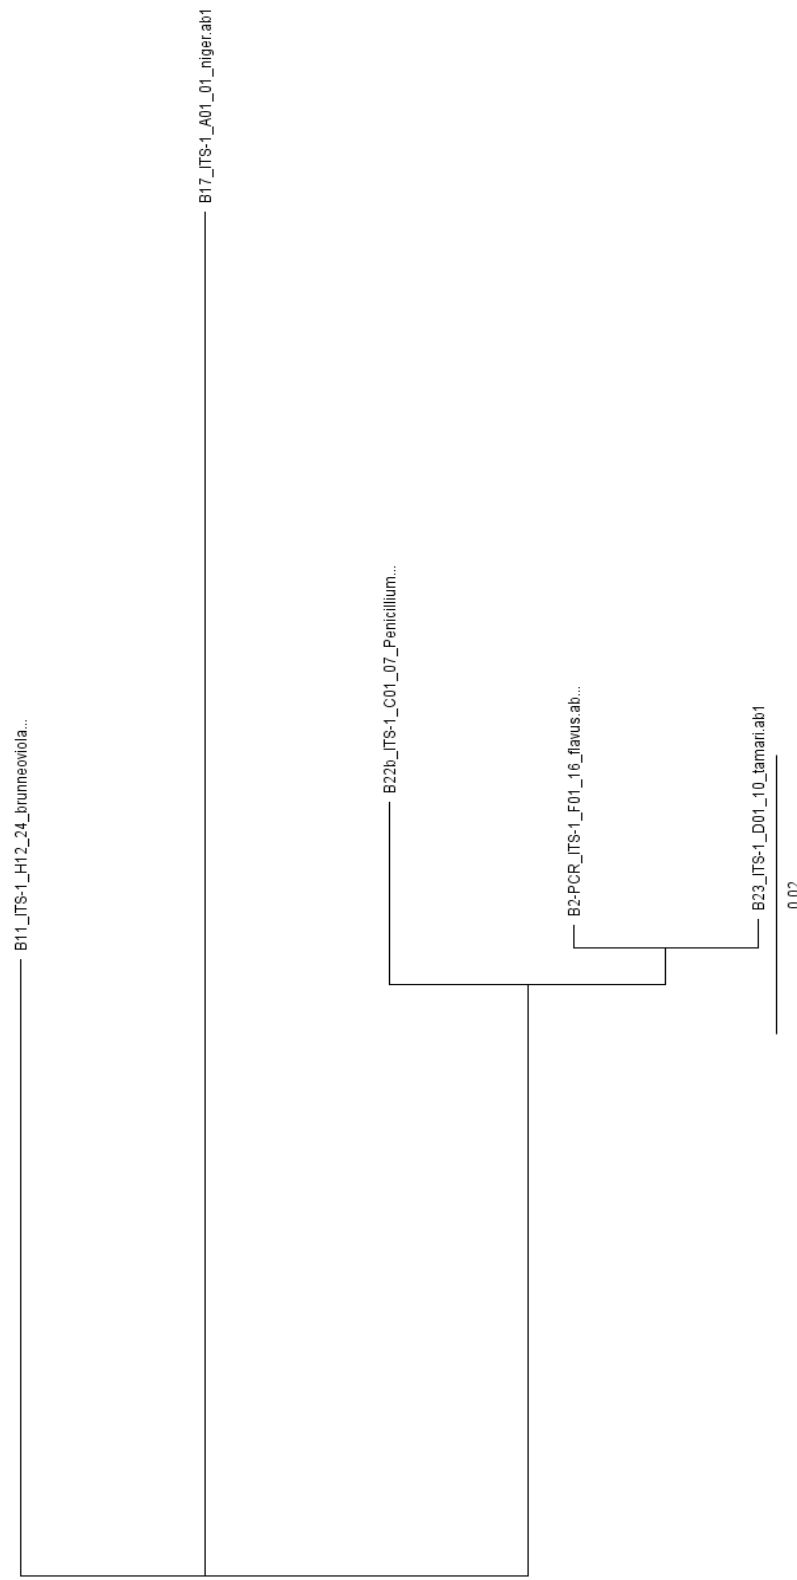 B11_ITS-1_H12_24_brunneoviola...
B17_ITS-1_A01_01_niger.ab1
B22b_ITS-1_C01_07_Penicillium...
B2-PCR_ITS-1_F01_16_flavus.ab...
B23_ITS-1_D01_10_tamari.ab1
0.02